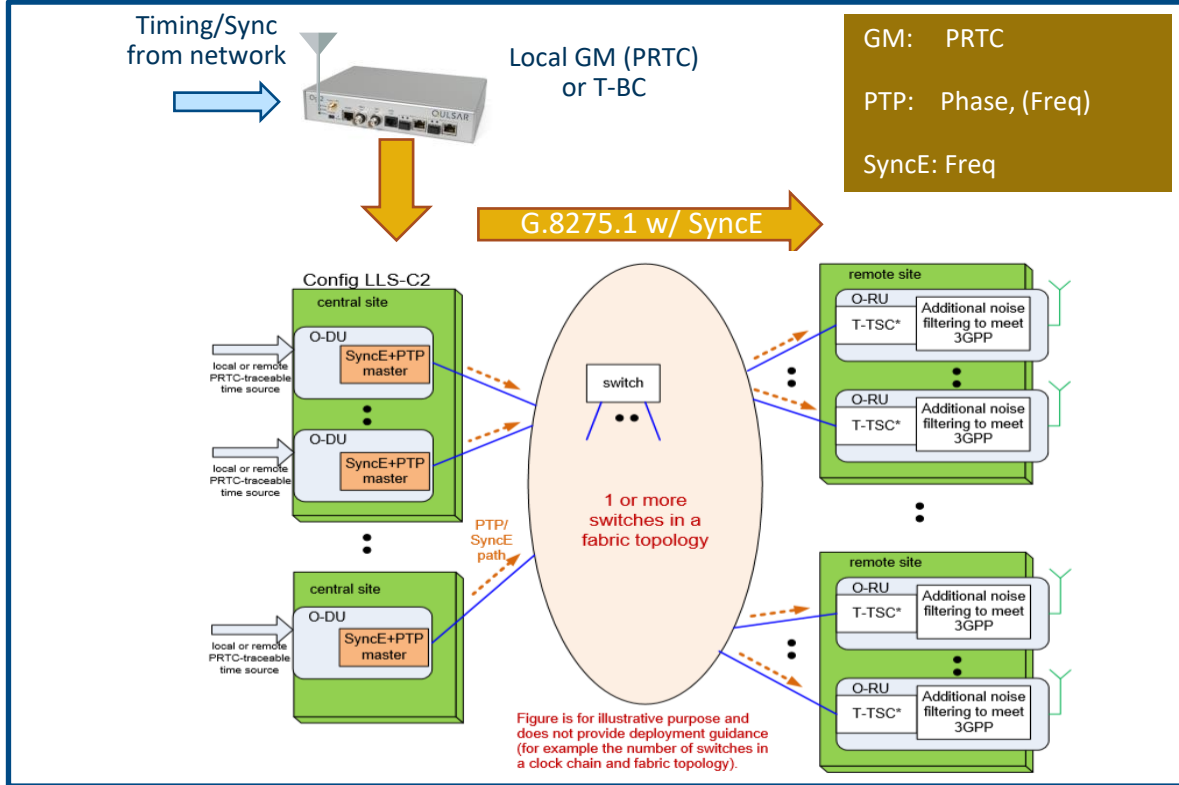 Timing/Sync
from network
Local GM (PRTC)
or T-BC
QULSAR
GM: PRTC
PTP: Phase, (Freq)
SyncE: Freq
G.8275.1 w/ SyncE
Config LLS-C2
central site
O-DU
SyncE+PTP
master
local or remote
PRTC-traceable
time source
O-DU
SyncE+PTP
master
local or remote
PRTC-traceable
time source
central site
O-DU
SyncE+PTP
master
local or remote
PRTC-traceable
time source
PTP/
SyncE
path
switch
1 or more
switches in a
fabric topology
Figure is for illustrative purpose and
does not provide deployment guidance
(for example the number of switches in
a clock chain and fabric topology).
remote site
O-RU
T-TSC*
Additional noise
filtering to meet
3GPP
O-RU
T-TSC*
Additional noise
filtering to meet
3GPP
remote site
O-RU
T-TSC*
Additional noise
filtering to meet
3GPP
O-RU
T-TSC*
Additional noise
filtering to meet
3GPP